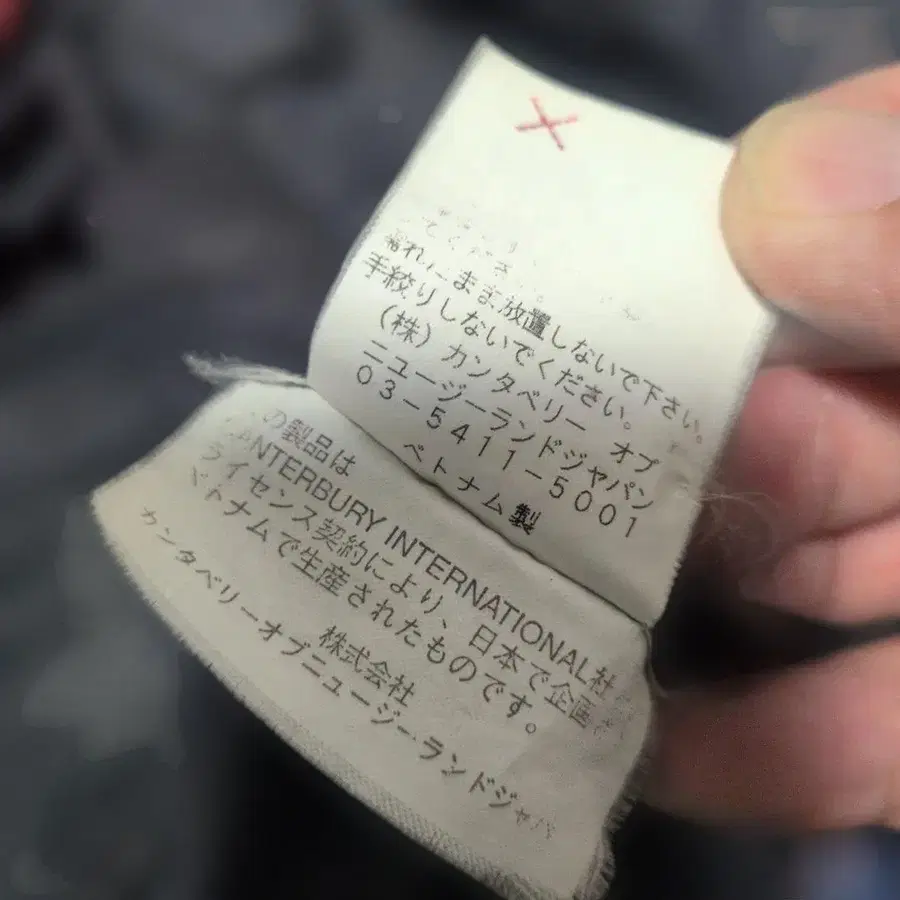 まま放置しないで下さい。
手絞りしないでください。
(株)カンタベリー オブ
ニュージーランドジャパン
03-5411-5001
ベトナム製
の製品は
CANTERBURY INTERNATIONAL社
ライセンス契約により、日本で企画
ベトナムで生産されたものです。
株式会社
カンタベリーオブニュージーランドジャパ